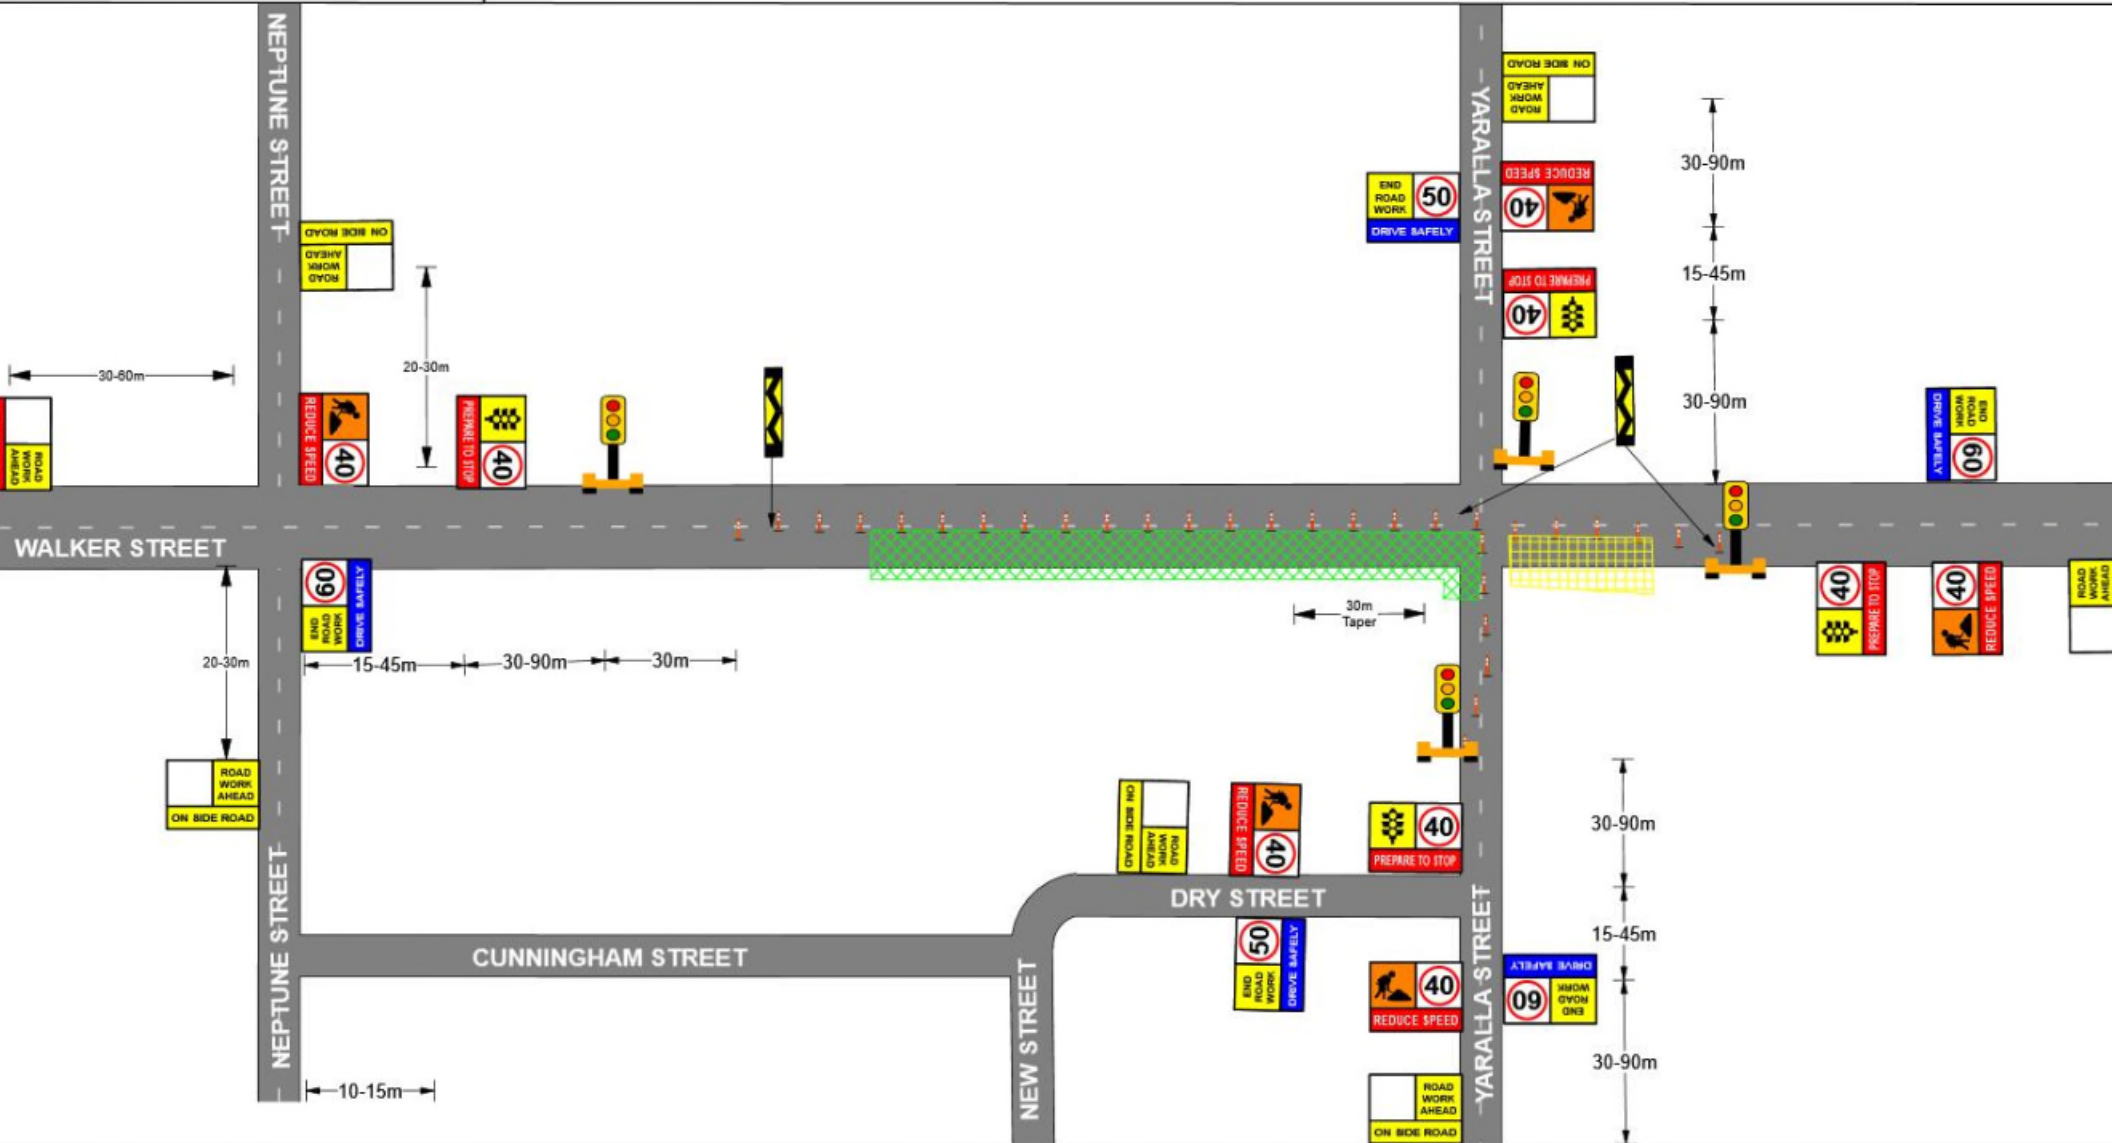 NEPTUNE STREET
YARALLA STREET
ON SIDE ROAD
ROAD
WORK
AHEAD
30-90m
REDUCE SPEED
40
END
ROAD
WORK
50
DRIVE SAFELY
ON SIDE ROAD
ROAD
WORK
AHEAD
15-45m
PREPARE TO STOP
40
30-60m
20-30m
30-90m
ROAD
WORK
AHEAD
REDUCE SPEED
40
PREPARE TO STOP
40
DRIVE SAFELY
END
ROAD
WORK
60
WALKER STREET
60
END
ROAD
WORK
DRIVE SAFELY
40
PREPARE TO STOP
40
REDUCE SPEED
ROAD
WORK
AHEAD
30m
Taper
20-30m
15-45m
30-90m
30m
ROAD
WORK
AHEAD
ON SIDE ROAD
ON SIDE ROAD
ROAD
WORK
AHEAD
REDUCE SPEED
40
40
PREPARE TO STOP
30-90m
DRY STREET
NEPTUNE STREET
CUNNINGHAM STREET
NEW STREET
50
END
ROAD
WORK
DRIVE SAFELY
YARALLA STREET
15-45m
40
REDUCE SPEED
DRIVE SAFELY
60
END
ROAD
WORK
30-90m
10-15m
ROAD
WORK
AHEAD
ON SIDE ROAD